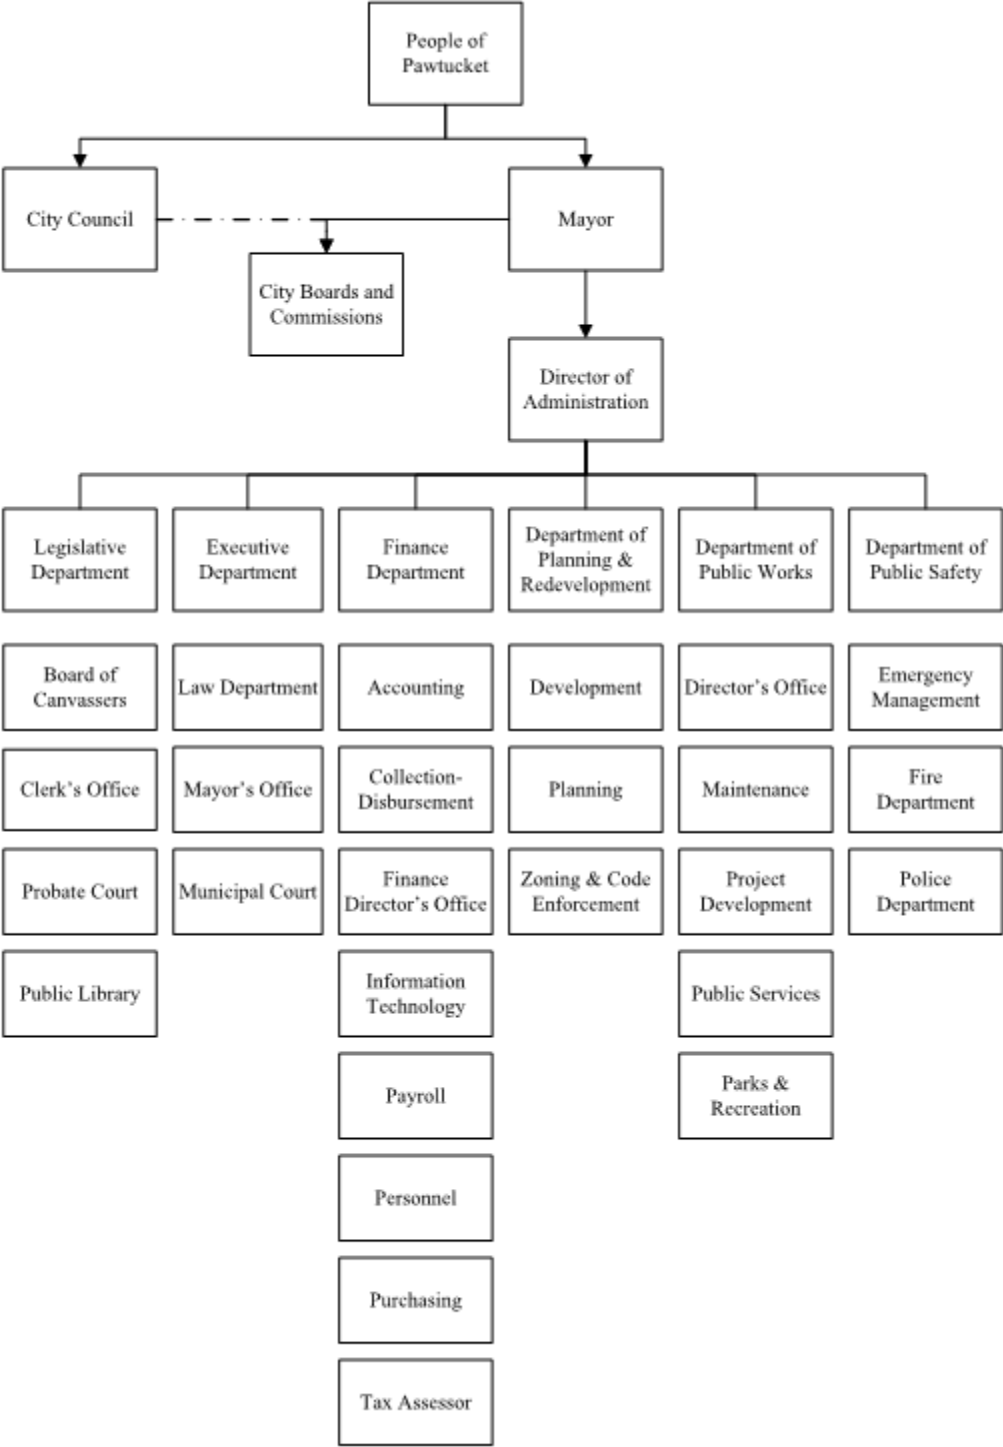 People of
Pawtucket
City Council
Mayor
City Boards and
Commissions
Director of
Administration
Legislative
Department
Executive
Department
Finance
Department
Department of
Planning &
Redevelopment
Department of
Public Works
Department of
Public Safety
Board of
Canvassers
Law Department
Accounting
Development
Director's Office
Emergency
Management
Clerk's Office
Mayor's Office
Collection-
Disbursement
Planning
Maintenance
Fire
Department
Probate Court
Municipal Court
Finance
Director's Office
Zoning & Code
Enforcement
Project
Development
Police
Department
Public Library
Information
Technology
Public Services
Payroll
Parks &
Recreation
Personnel
Purchasing
Tax Assessor